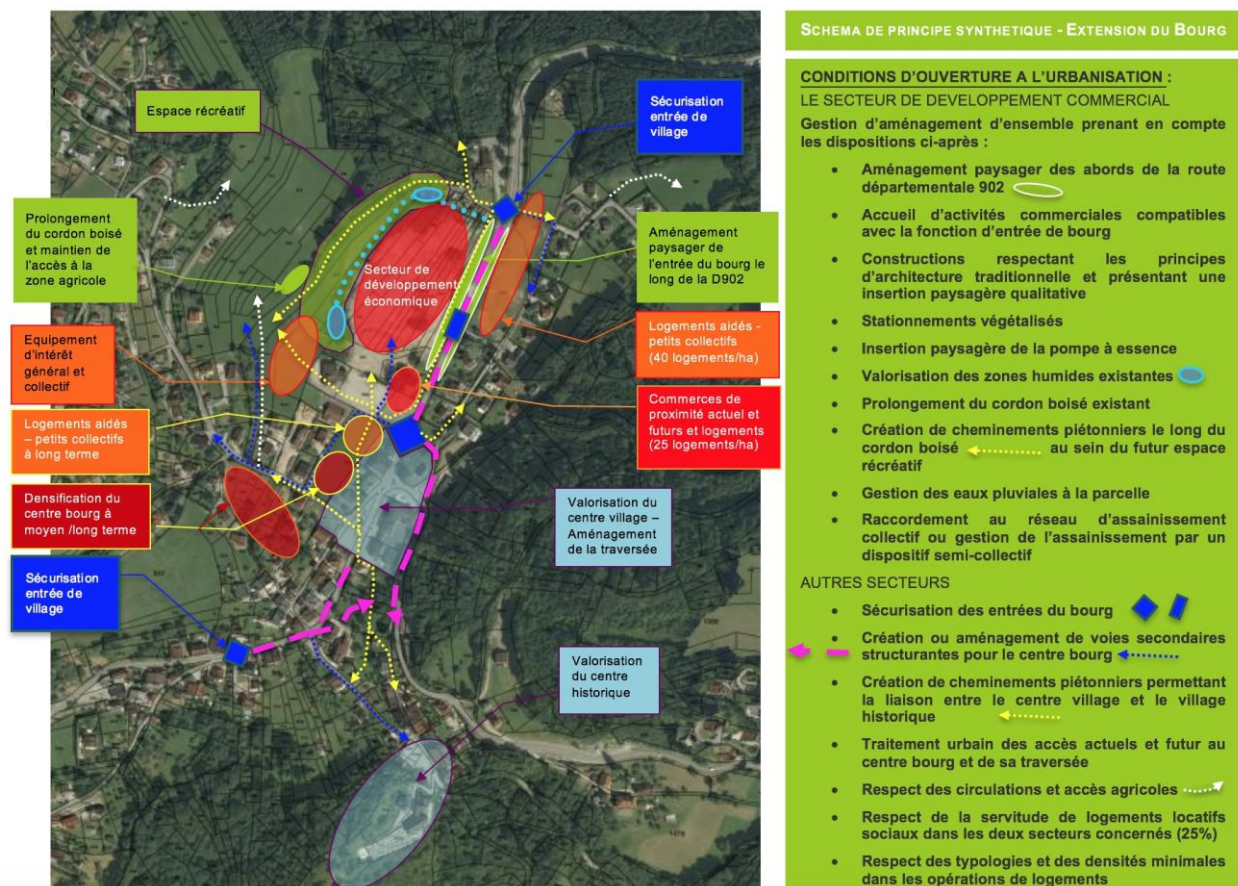 SCHEMA DE PRINCIPE SYNTHETIQUE - EXTENSION DU BOURG
Espace récréatif
Sécurisation
entrée de
village
Prolongement
du cordon boisé
et maintien de
l'accès à la
zone agricole
Secteur de
développement
économique
Aménagement
paysager de
l'entrée du bourg le
long de la D902
Equipement
d'intérêt
général et
collectif
Logements aidés -
petits collectifs
(40 logements/ha)
Logements aidés
– petits collectifs
à long terme
Commerces de
proximité actuel et
futurs et logements
(25 logements/ha)
Densification du
centre bourg à
moyen /long terme
Valorisation du
centre village –
Aménagement
de la traversée
Sécurisation
entrée de
village
Valorisation
du centre
historique
CONDITIONS D'OUVERTURE A L'URBANISATION :
LE SECTEUR DE DEVELOPPEMENT COMMERCIAL
Gestion d'aménagement d'ensemble prenant en compte
les dispositions ci-après :
• Aménagement paysager des abords de la route
départementale 902
• Accueil d'activités commerciales compatibles
avec la fonction d'entrée de bourg
• Constructions respectant les principes
d'architecture traditionnelle et présentant une
insertion paysagère qualitative
• Stationnements végétalisés
• Insertion paysagère de la pompe à essence
• Valorisation des zones humides existantes
• Prolongement du cordon boisé existant
• Création de cheminements piétonniers le long du
cordon boisé au sein du futur espace
récréatif
• Gestion des eaux pluviales à la parcelle
• Raccordement au réseau d'assainissement
collectif ou gestion de l'assainissement par un
dispositif semi-collectif
AUTRES SECTEURS
• Sécurisation des entrées du bourg
• Création ou aménagement de voies secondaires
structurantes pour le centre bourg
• Création de cheminements piétonniers permettant
la liaison entre le centre village et le village
historique
• Traitement urbain des accès actuels et futur au
centre bourg et de sa traversée
• Respect des circulations et accès agricoles
• Respect de la servitude de logements locatifs
sociaux dans les deux secteurs concernés (25%)
• Respect des typologies et des densités minimales
dans les opérations de logements